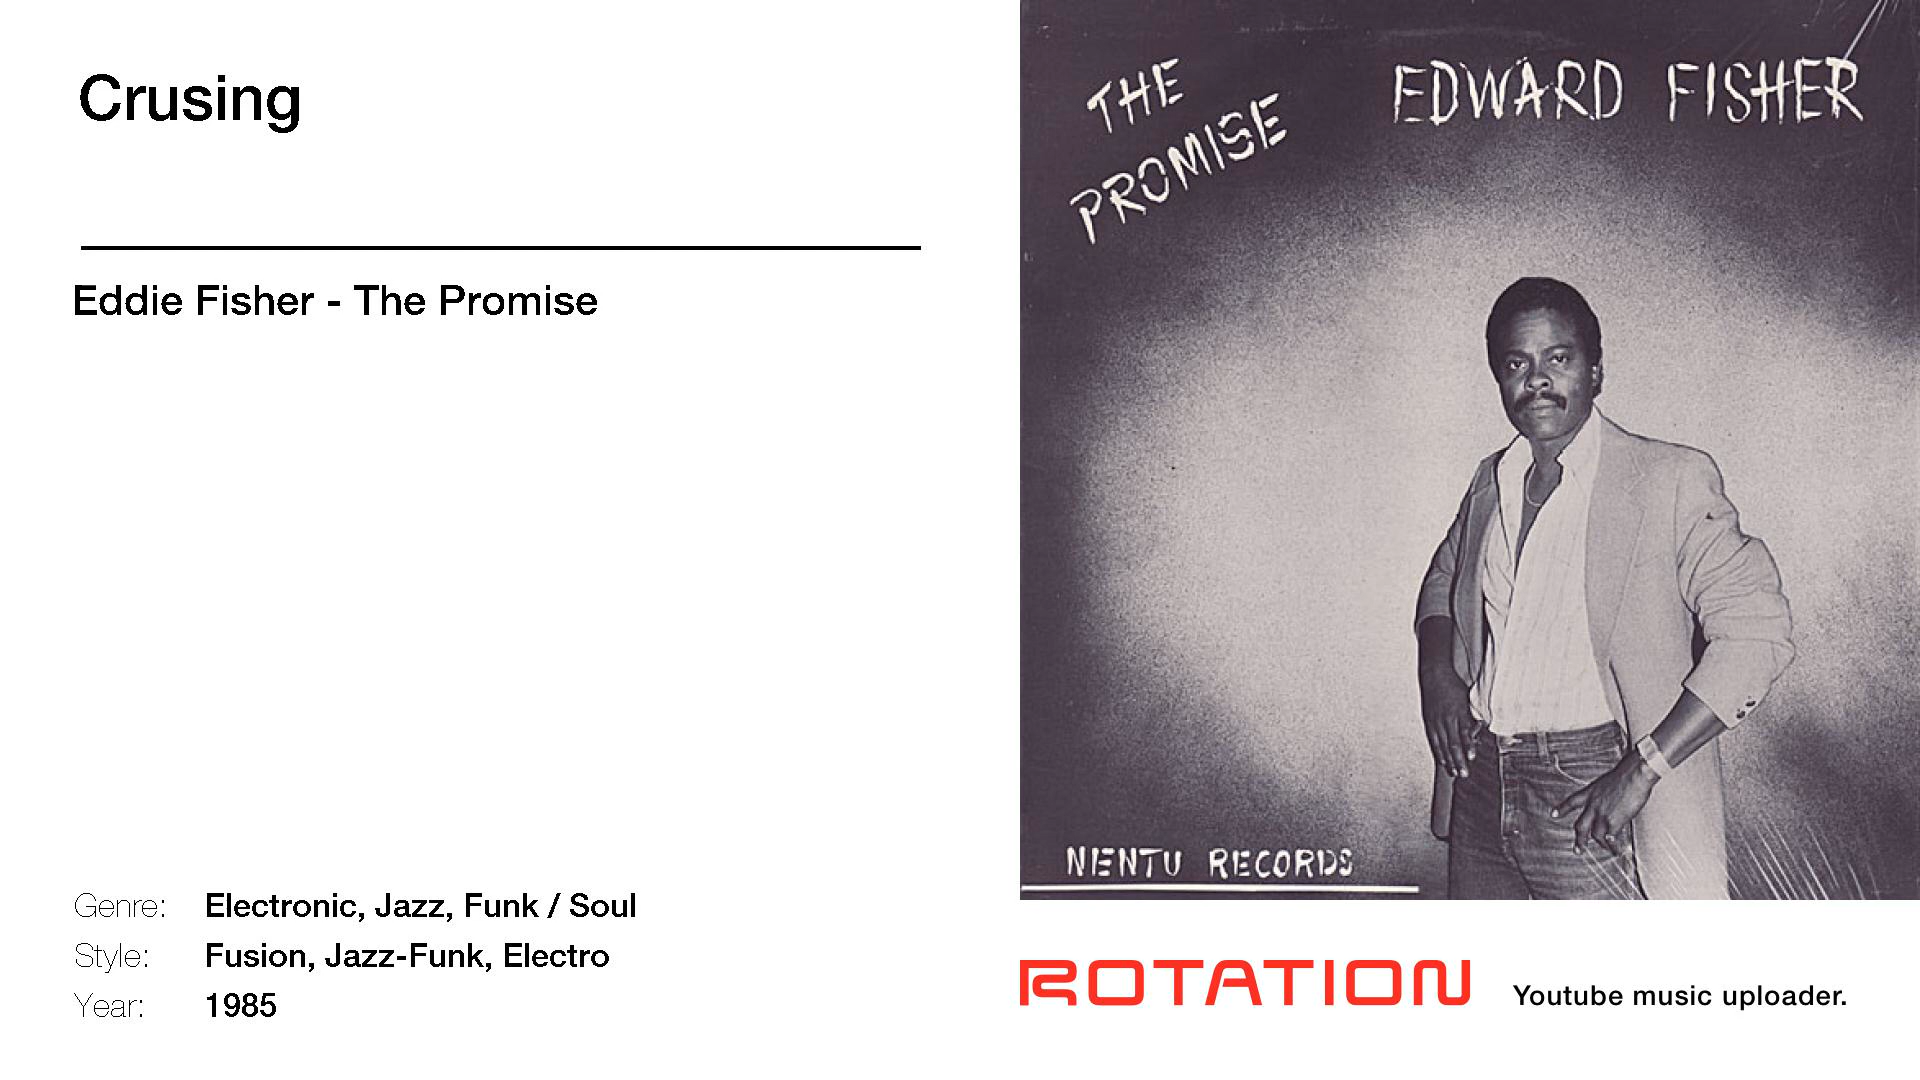 Crusing
Eddie Fisher - The Promise
Genre: Electronic, Jazz, Funk / Soul
Style: Fusion, Jazz-Funk, Electro
Year: 1985
THE
PROMISE
EDWARD FISHER
NENTU RECORDS
ROTATION
Youtube music uploader.